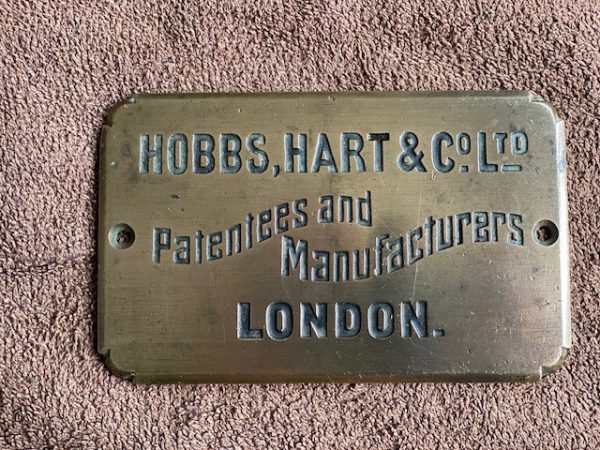 HOBBS, HART & Co. LTD
Patentees and
Manufacturers
LONDON.